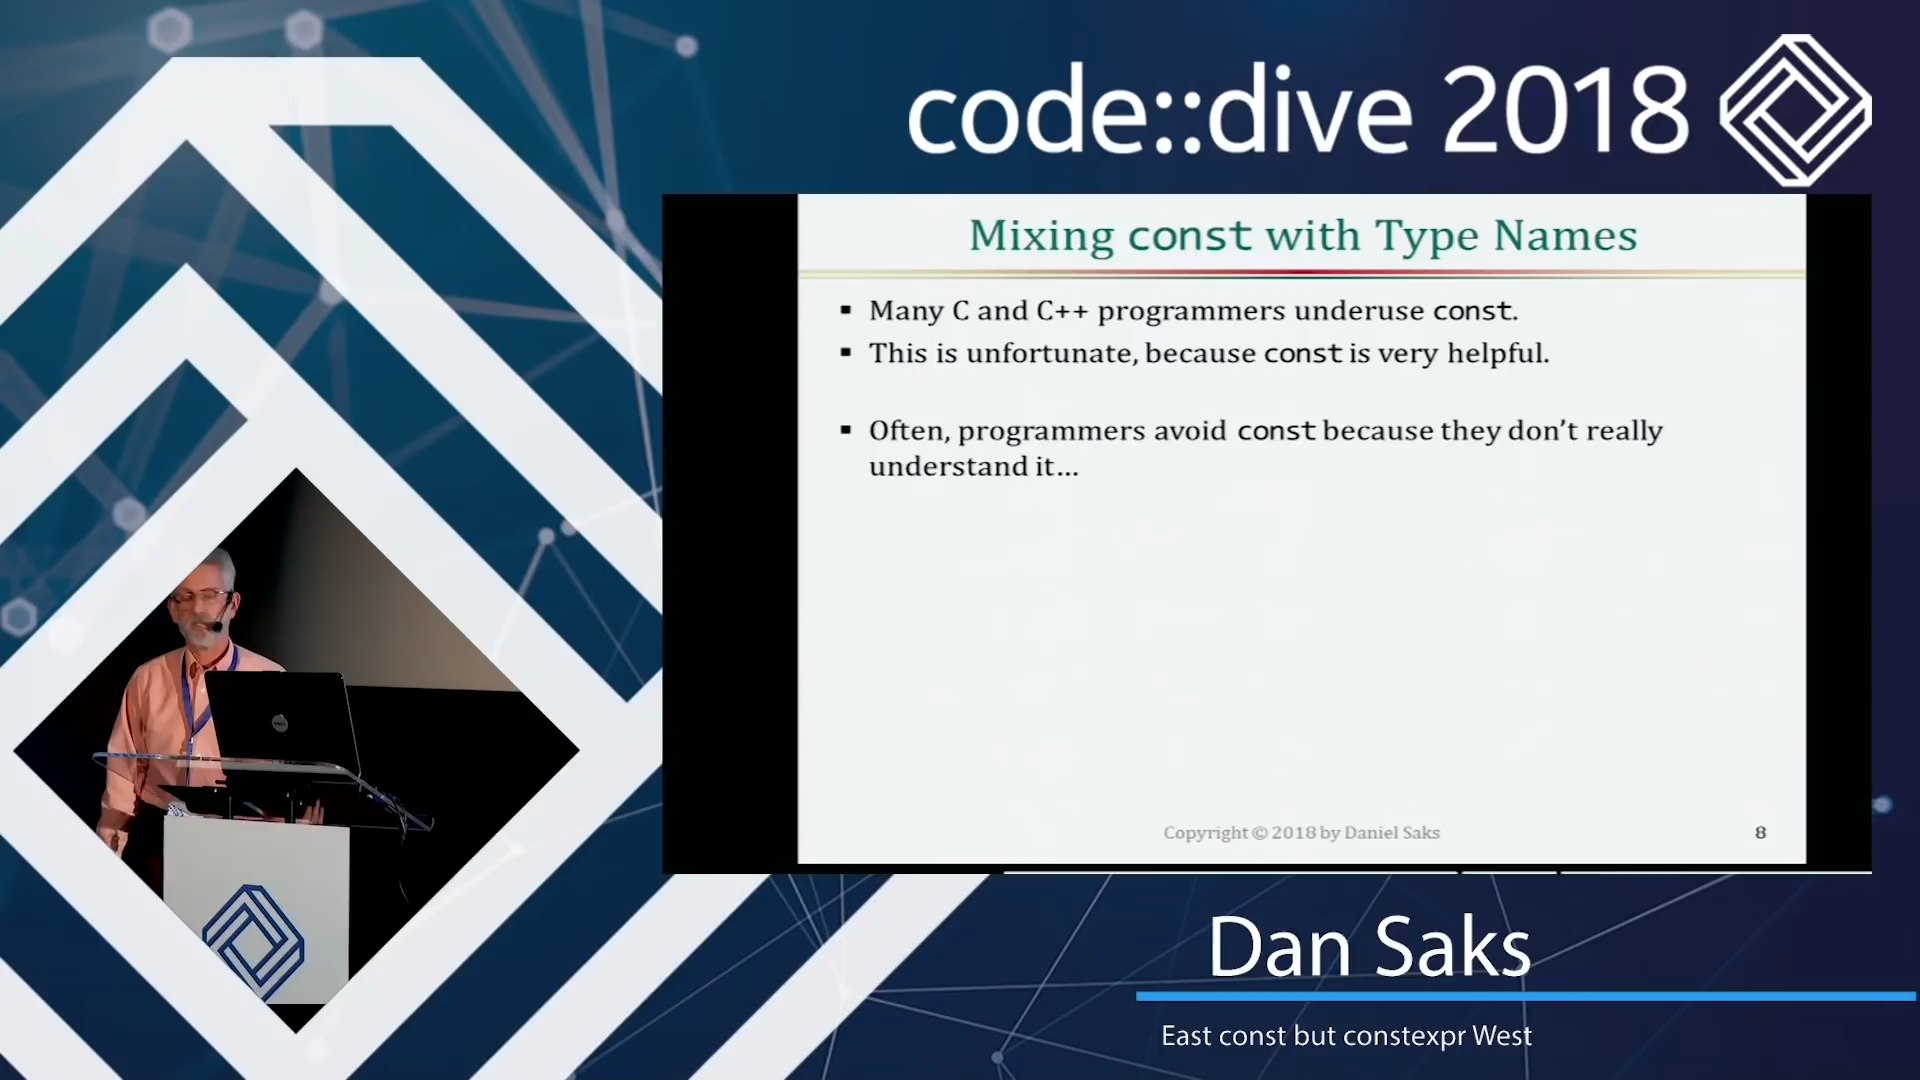 code::dive 2018
Mixing const with Type Names
▪ Many C and C++ programmers underuse const.
▪ This is unfortunate, because const is very helpful.
▪ Often, programmers avoid const because they don't really
understand it…
Copyright © 2018 by Daniel Saks
8
Dan Saks
East const but constexpr West